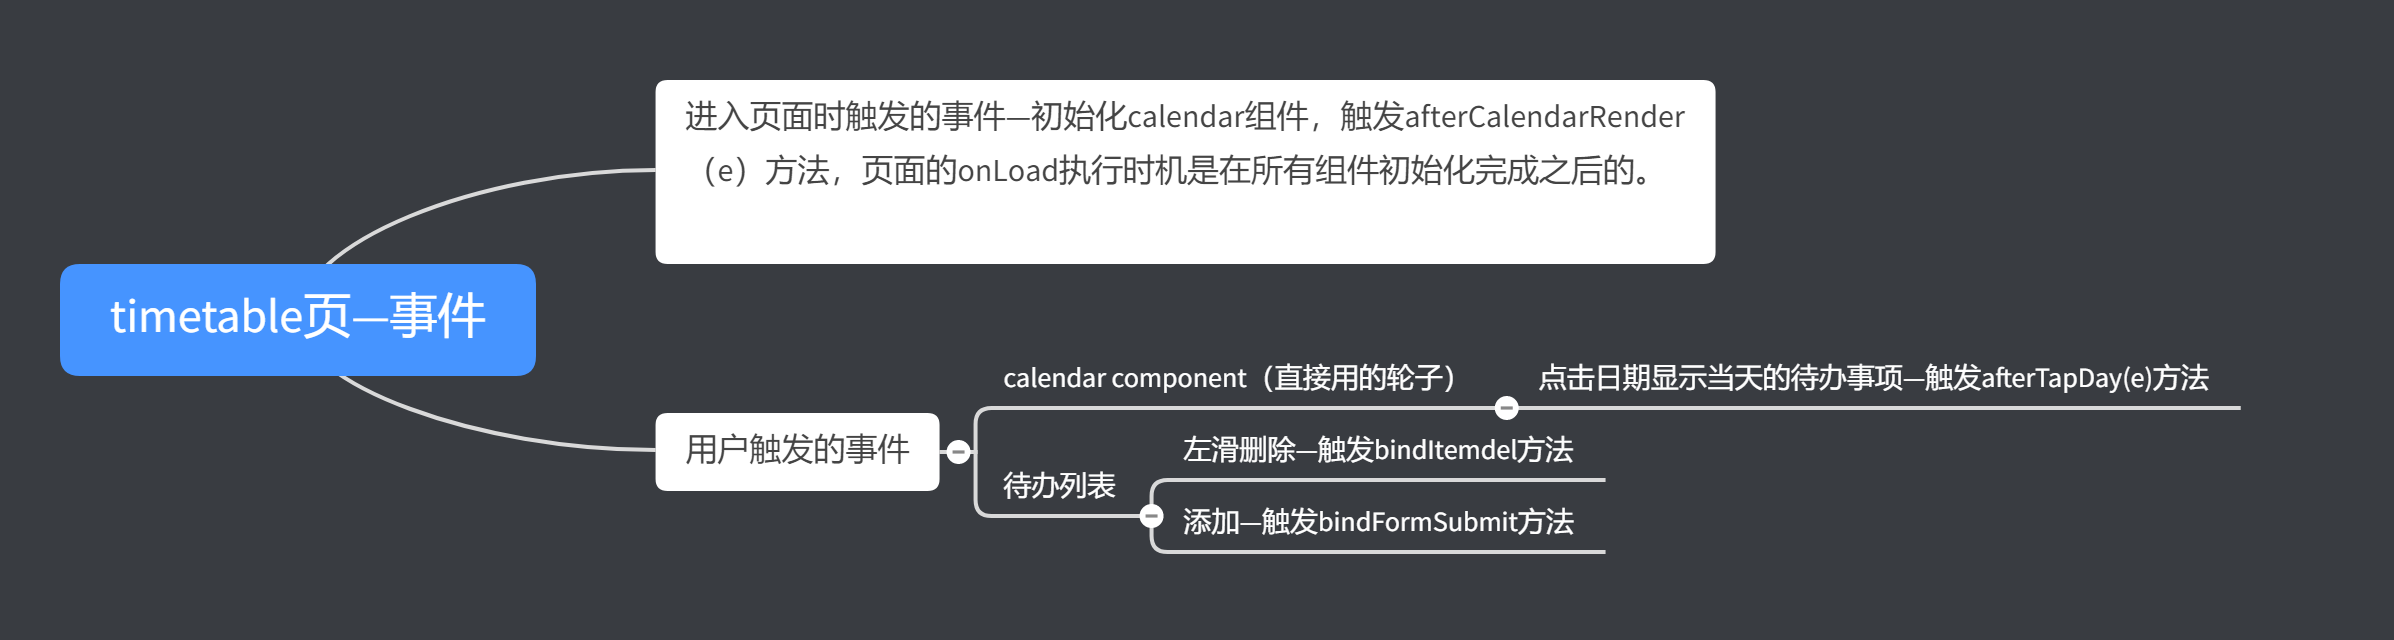 进入页面时触发的事件—初始化calendar组件，触发afterCalendarRender
（e）方法，页面的onLoad执行时机是在所有组件初始化完成之后的。
timetable页—事件
用户触发的事件
calendar component（直接用的轮子）
点击日期显示当天的待办事项—触发afterTapDay(e)方法
待办列表
左滑删除—触发bindItemdel方法
添加—触发bindFormSubmit方法